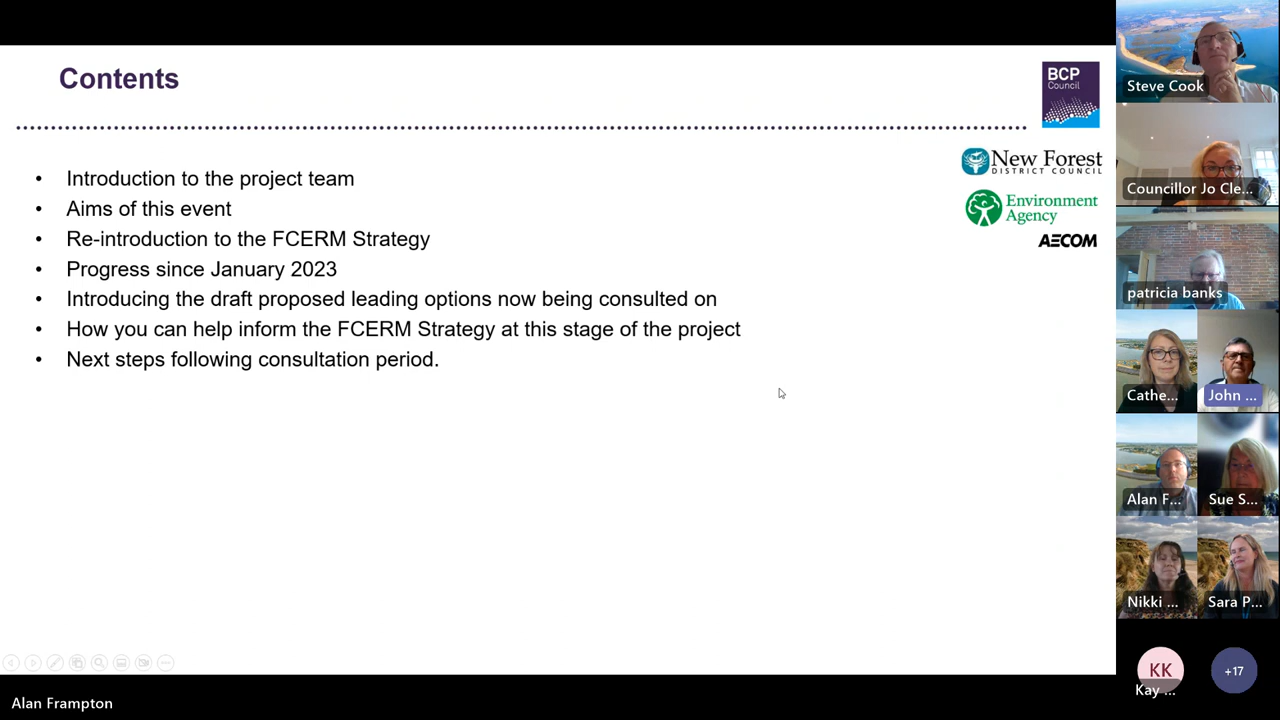 Contents
BCP
Council
New Forest
DISTRICT COUNCIL
Environment
Agency
AECOM
• Introduction to the project team
• Aims of this event
• Re-introduction to the FCERM Strategy
• Progress since January 2023
• Introducing the draft proposed leading options now being consulted on
• How you can help inform the FCERM Strategy at this stage of the project
• Next steps following consultation period.
Steve Cook
Councillor Jo Cle...
patricia banks
Cathe...
John ...
Alan F...
Sue S...
Nikki ...
Sara P...
KK
Kay ...
+17
Alan Frampton